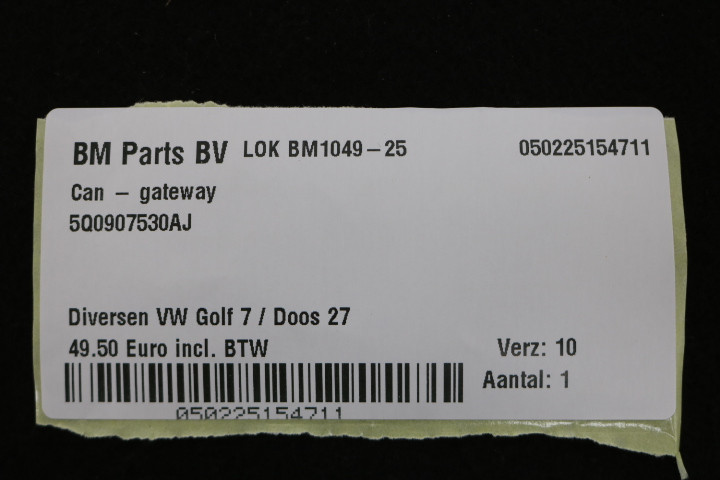 BM Parts BV LOK BM1049-25 050225154711
Can - gateway
5Q0907530AJ
Diversen VW Golf 7 / Doos 27
49.50 Euro incl. BTW Verz: 10
Aantal: 1
050225154711